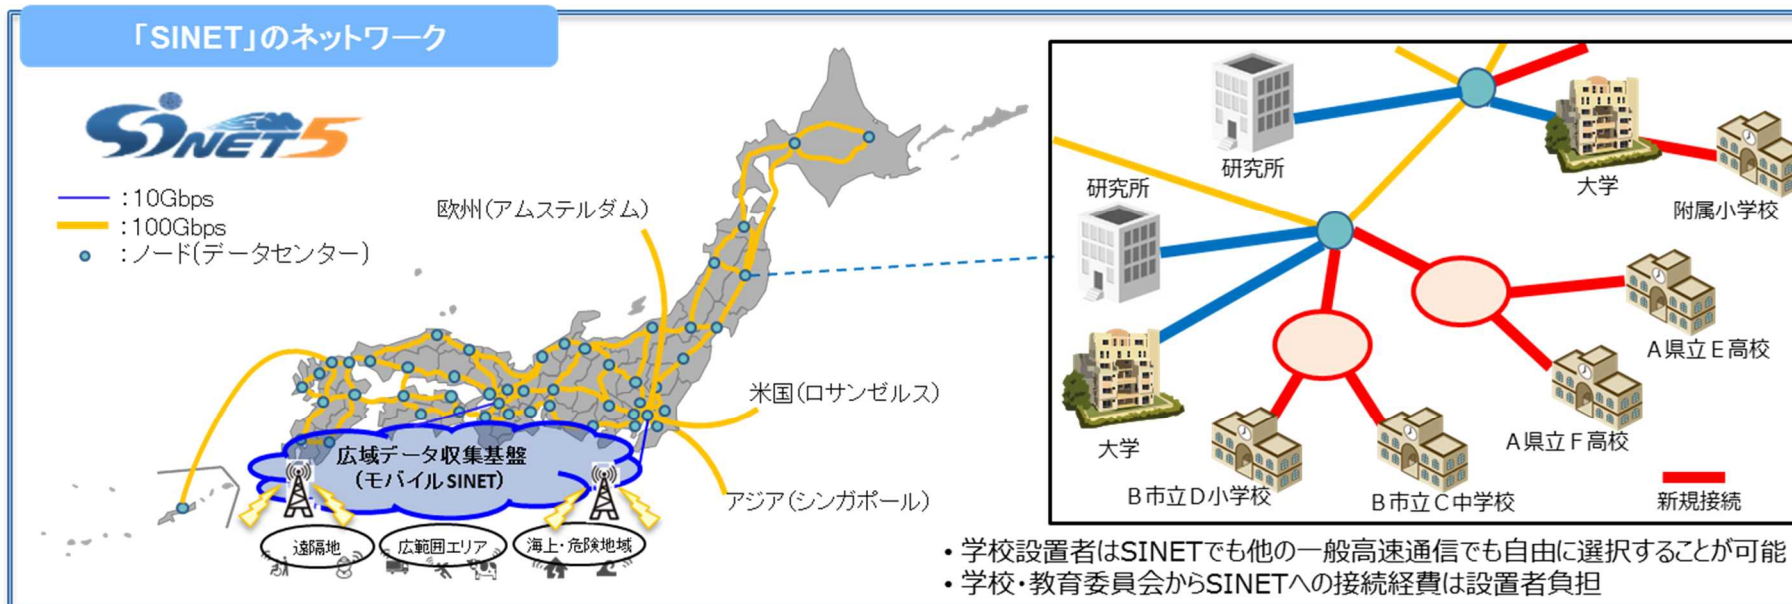 「SINET」のネットワーク
SINET5
：10Gbps
：100Gbps
：ノード(データセンター)
欧州(アムステルダム)
米国(ロサンゼルス)
アジア(シンガポール)
広域データ収集基盤
(モバイルSINET)
遠隔地
広範囲エリア
海上・危険地域
研究所
大学
附属小学校
研究所
大学
A県立E高校
A県立F高校
B市立D小学校
B市立C中学校
新規接続
• 学校設置者はSINETでも他の一般高速通信でも自由に選択することが可能
• 学校・教育委員会からSINETへの接続経費は設置者負担